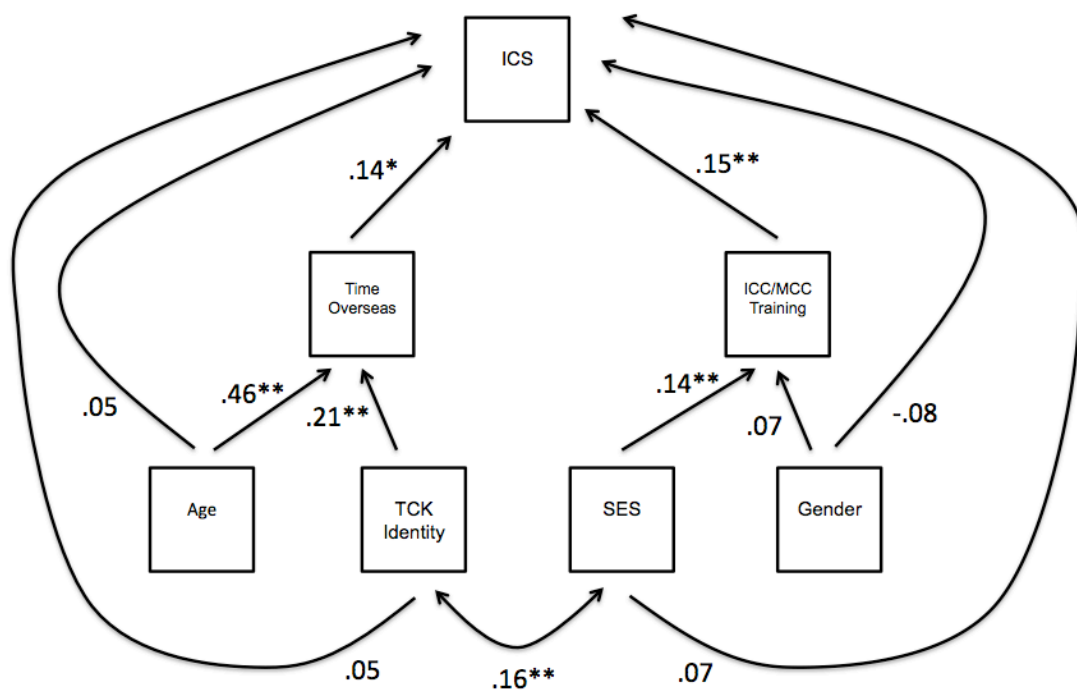 ICS
.14*
.15**
Time
Overseas
ICC/MCC
Training
.05
.46**
.21**
.14**
.07
-.08
Age
TCK
Identity
SES
Gender
.05
.16**
.07